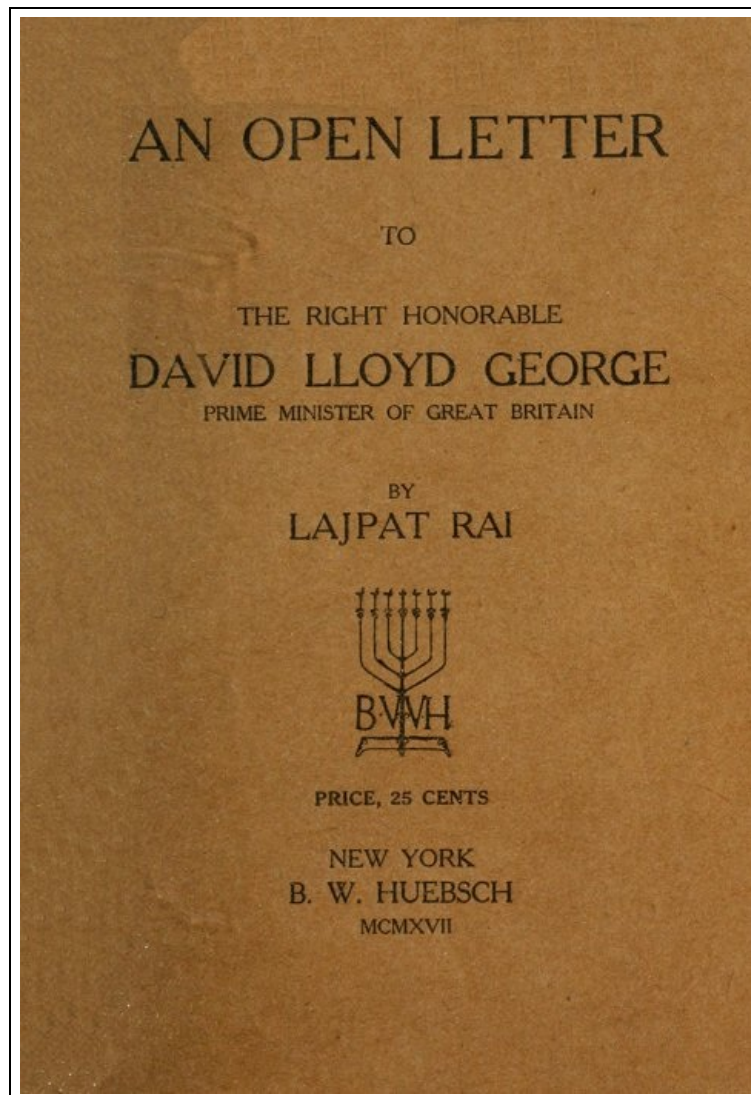 AN OPEN LETTER
TO
THE RIGHT HONORABLE
DAVID LLOYD GEORGE
PRIME MINISTER OF GREAT BRITAIN
BY
LAJPAT RAI
B·W·H
PRICE, 25 CENTS
NEW YORK
B. W. HUEBSCH
MCMXVII